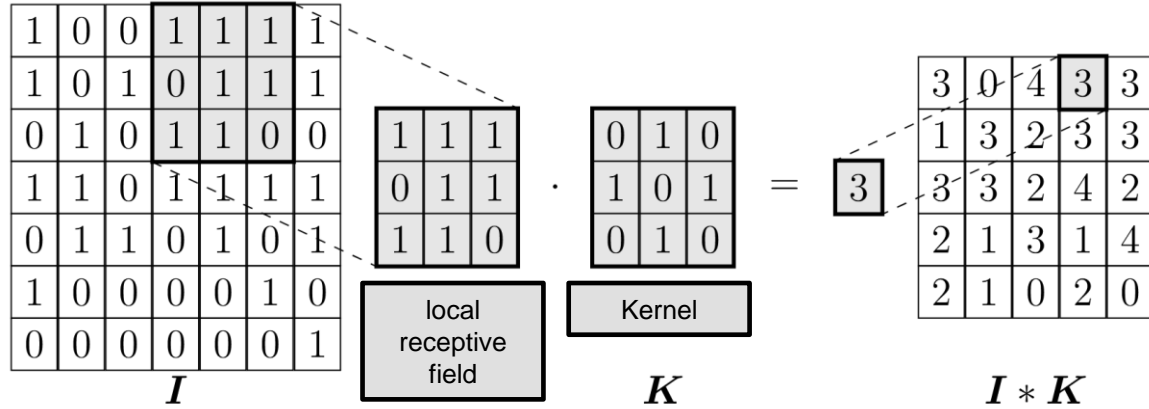 1 0 0 1 1 1 1
1 0 1 0 1 1 1
0 1 0 1 1 0 0
1 1 0 1 1 1 1
0 1 1 0 1 0 1
1 0 0 0 0 1 0
0 0 0 0 0 0 1
I
1 1 1
0 1 1
1 1 0
local
receptive
field
·
0 1 0
1 0 1
0 1 0
Kernel
K
=
3
3 0 4 3 3
1 3 2 3 3
3 3 2 4 2
2 1 3 1 4
2 1 0 2 0
I ∗ K